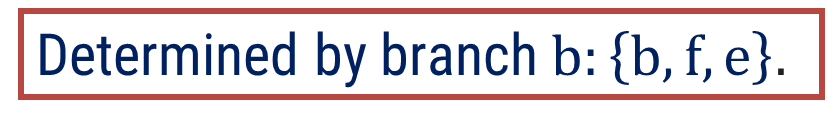 Determined by branch b: {b, f, e}.